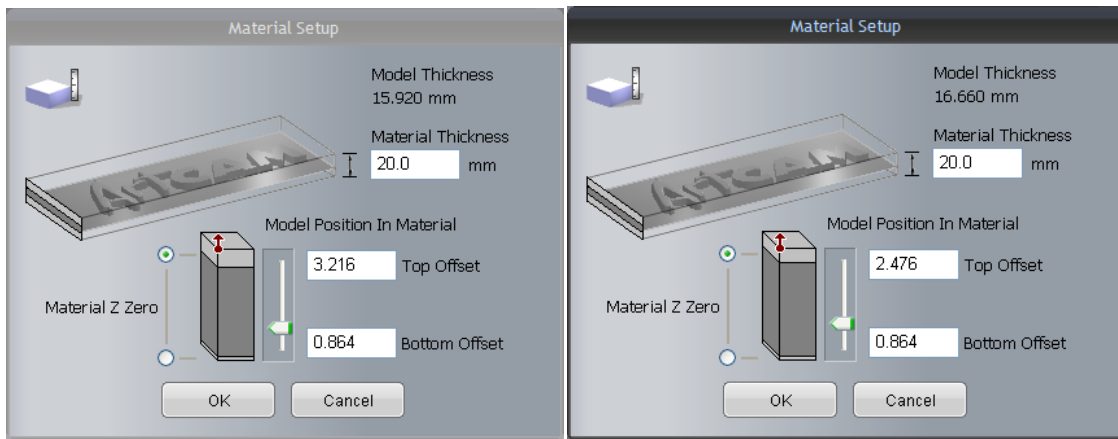 Material Setup
Model Thickness
15.920 mm
Material Thickness
20.0 mm
ArtCAM
Model Position In Material
3.216 Top Offset
Material Z Zero
0.864 Bottom Offset
OK Cancel
Material Setup
Model Thickness
16.660 mm
Material Thickness
20.0 mm
ArtCAM
Model Position In Material
2.476 Top Offset
Material Z Zero
0.864 Bottom Offset
OK Cancel